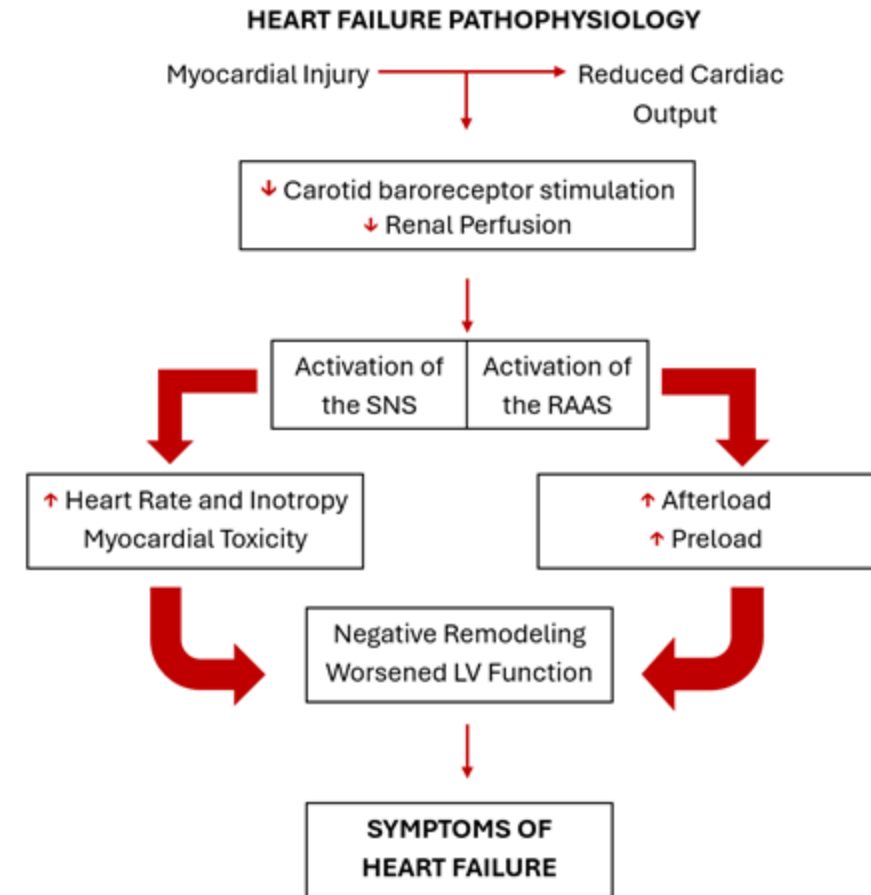 HEART FAILURE PATHOPHYSIOLOGY
Myocardial Injury
Reduced Cardiac
Output
↓ Carotid baroreceptor stimulation
↓ Renal Perfusion
Activation of
the SNS
Activation of
the RAAS
↑ Heart Rate and Inotropy
Myocardial Toxicity
↑ Afterload
↑ Preload
Negative Remodeling
Worsened LV Function
SYMPTOMS OF
HEART FAILURE